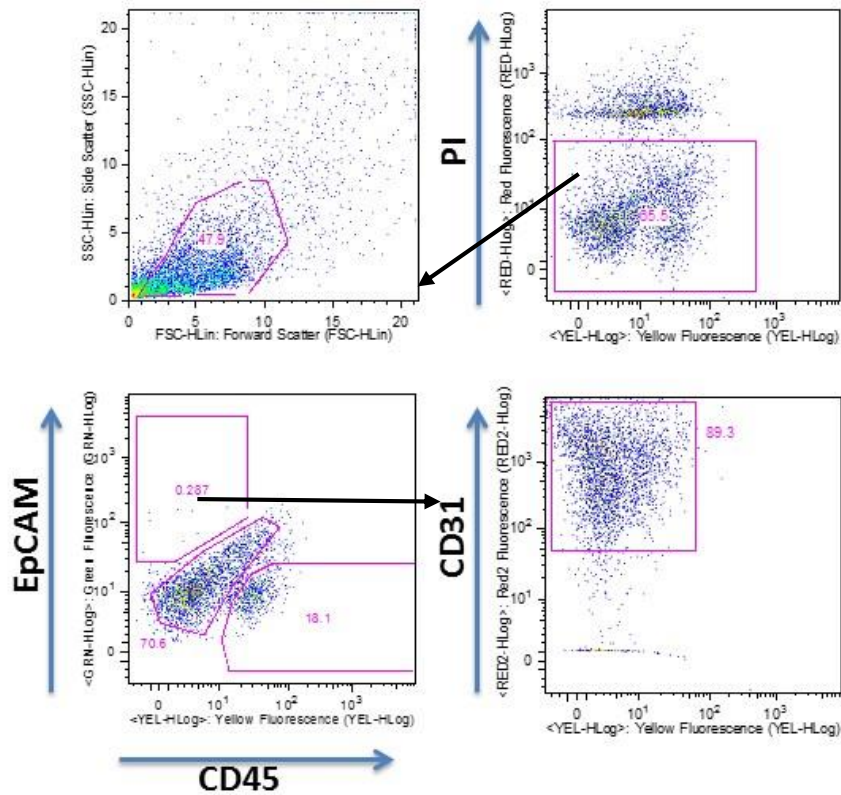 20
15
10
5
0
SSC-HLin: Side Scatter (SSC-HLin)
47.9
0 5 10 15 20
FSC-HLin: Forward Scatter (FSC-HLin)
PI
10³
10²
10¹
0
<RED-HLog>: Red Fluorescence (RED-HLog)
0 10¹ 10² 10³
<YEL-HLog>: Yellow Fluorescence (YEL-HLog)
EpCAM
10³
10²
10¹
0
<GRN-HLog>: Green Fluorescence (GRN-HLog)
0.287
18.1
70.6
0 10¹ 10² 10³
<YEL-HLog>: Yellow Fluorescence (YEL-HLog)
CD45
CD31
10³
10²
10¹
0
<RED2-HLog>: Red2 Fluorescence (RED2-HLog)
89.3
0 10¹ 10² 10³
<YEL-HLog>: Yellow Fluorescence (YEL-HLog)